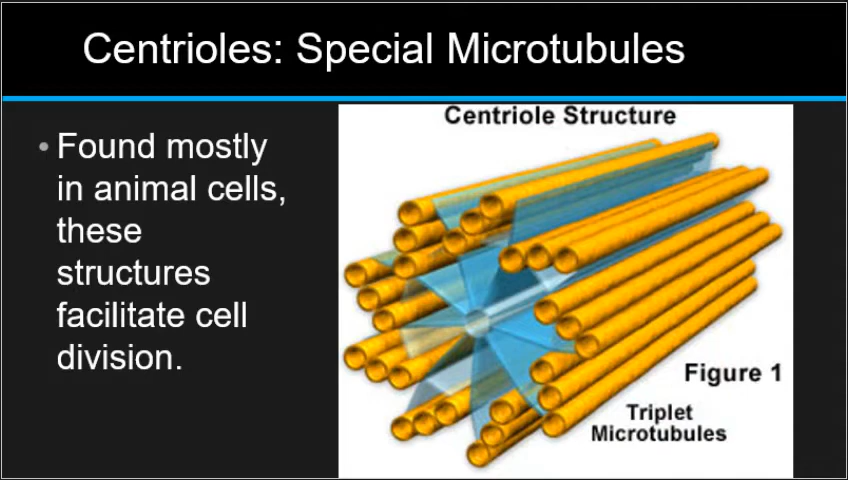 Centrioles: Special Microtubules
• Found mostly
in animal cells,
these
structures
facilitate cell
division.
Centriole Structure
Figure 1
Triplet
Microtubules